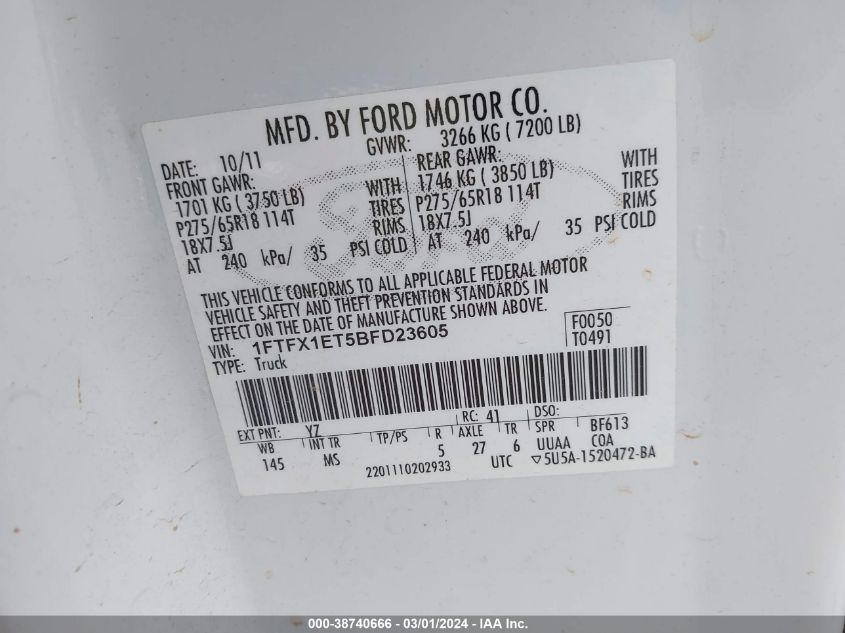 MFD. BY FORD MOTOR CO.
DATE: 10/11 GVWR: 3266 KG ( 7200 LB)
FRONT GAWR: REAR GAWR:
1701 KG ( 3750 LB) WITH 1746 KG ( 3850 LB) WITH
P275/65R18 114T TIRES P275/65R18 114T TIRES
18X7.5J RIMS 18X7.5J RIMS
AT 240 kPa/ 35 PSI COLD AT 240 kPa/ 35 PSI COLD
THIS VEHICLE CONFORMS TO ALL APPLICABLE FEDERAL MOTOR
VEHICLE SAFETY AND THEFT PREVENTION STANDARDS IN
EFFECT ON THE DATE OF MANUFACTURE SHOWN ABOVE.
VIN: 1FTFX1ET5BFD23605 F0050
TYPE: Truck T0491
EXT PNT: YZ RC: 41 DSO:
WB INT TR TP/PS R AXLE TR SPR BF613
145 MS 5 27 6 UUAA COA
2201110202933 UTC ▽5U5A-1520472-BA
000-38740666 - 03/01/2024 - IAA Inc.